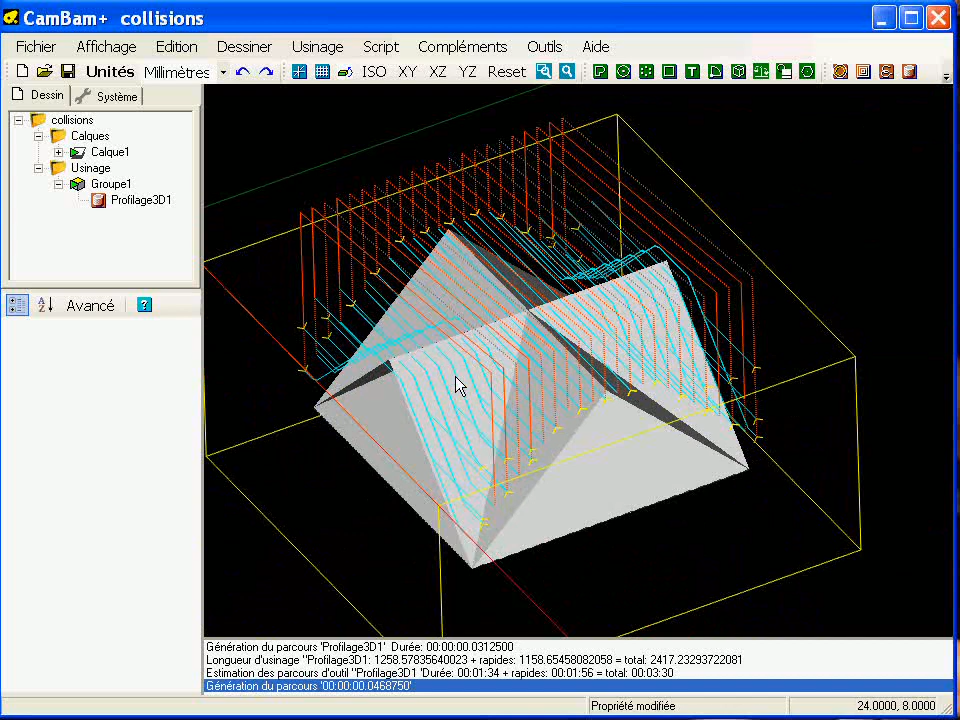 CamBam+ collisions
Fichier Affichage Edition Dessiner Usinage Script Compléments Outils Aide
Unités Millimètres ISO XY XZ YZ Reset
Dessin Système
collisions
Calques
Calque1
Usinage
Groupe1
Profilage3D1
Avancé
Génération du parcours 'Profilage3D1' Durée: 00:00:00.0312500
Longueur d'usinage "Profilage3D1: 1258.57835640023 + rapides: 1158.65458082058 = total: 2417.23293722081
Estimation des parcours d'outil "Profilage3D1 'Durée: 00:01:34 + rapides: 00:01:56 = total: 00:03:30
Génération du parcours '00:00:00.0468750'
Propriété modifiée 24.0000, 8.0000